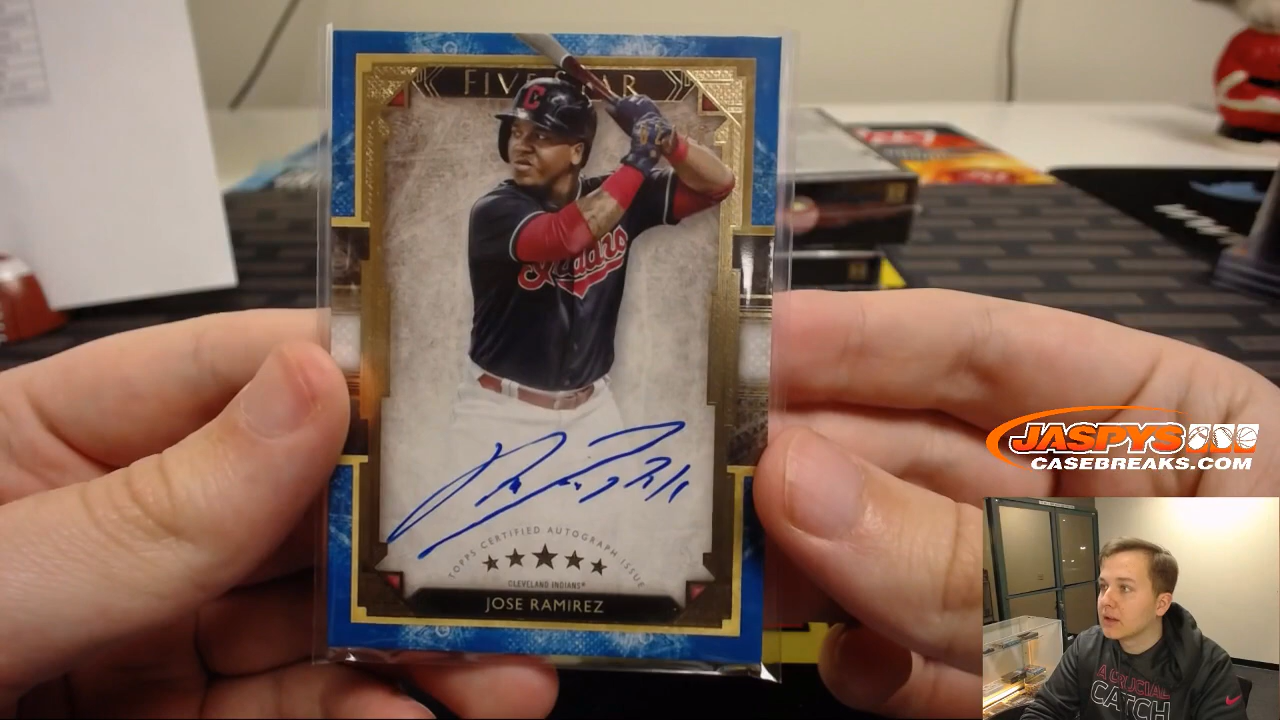 FIVE STAR
C
Indians
TOPPS CERTIFIED AUTOGRAPH ISSUE
CLEVELAND INDIANS®
JOSE RAMIREZ
JASPYS
CASEBREAKS.COM
A CRUCIAL
CATCH